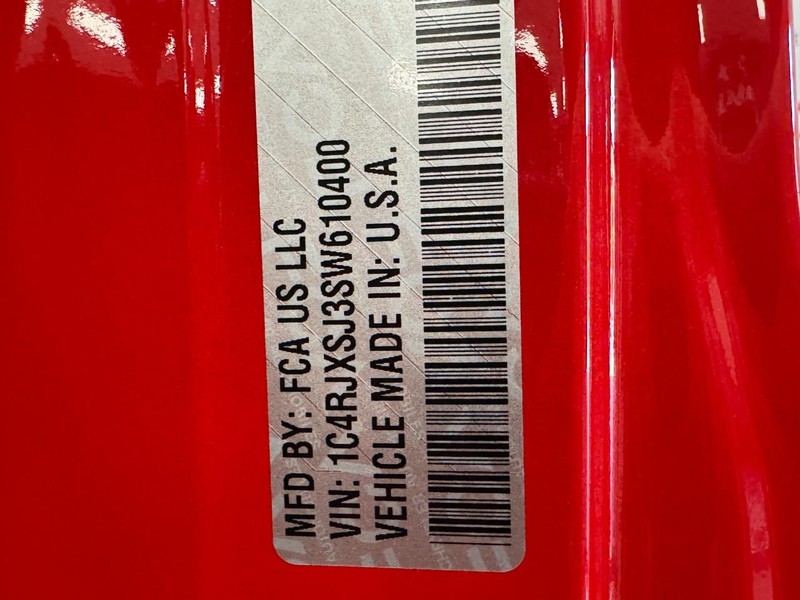 MFD BY: FCA US LLC
VIN: 1C4RJXSJ3SW610400
VEHICLE MADE IN: U.S.A.